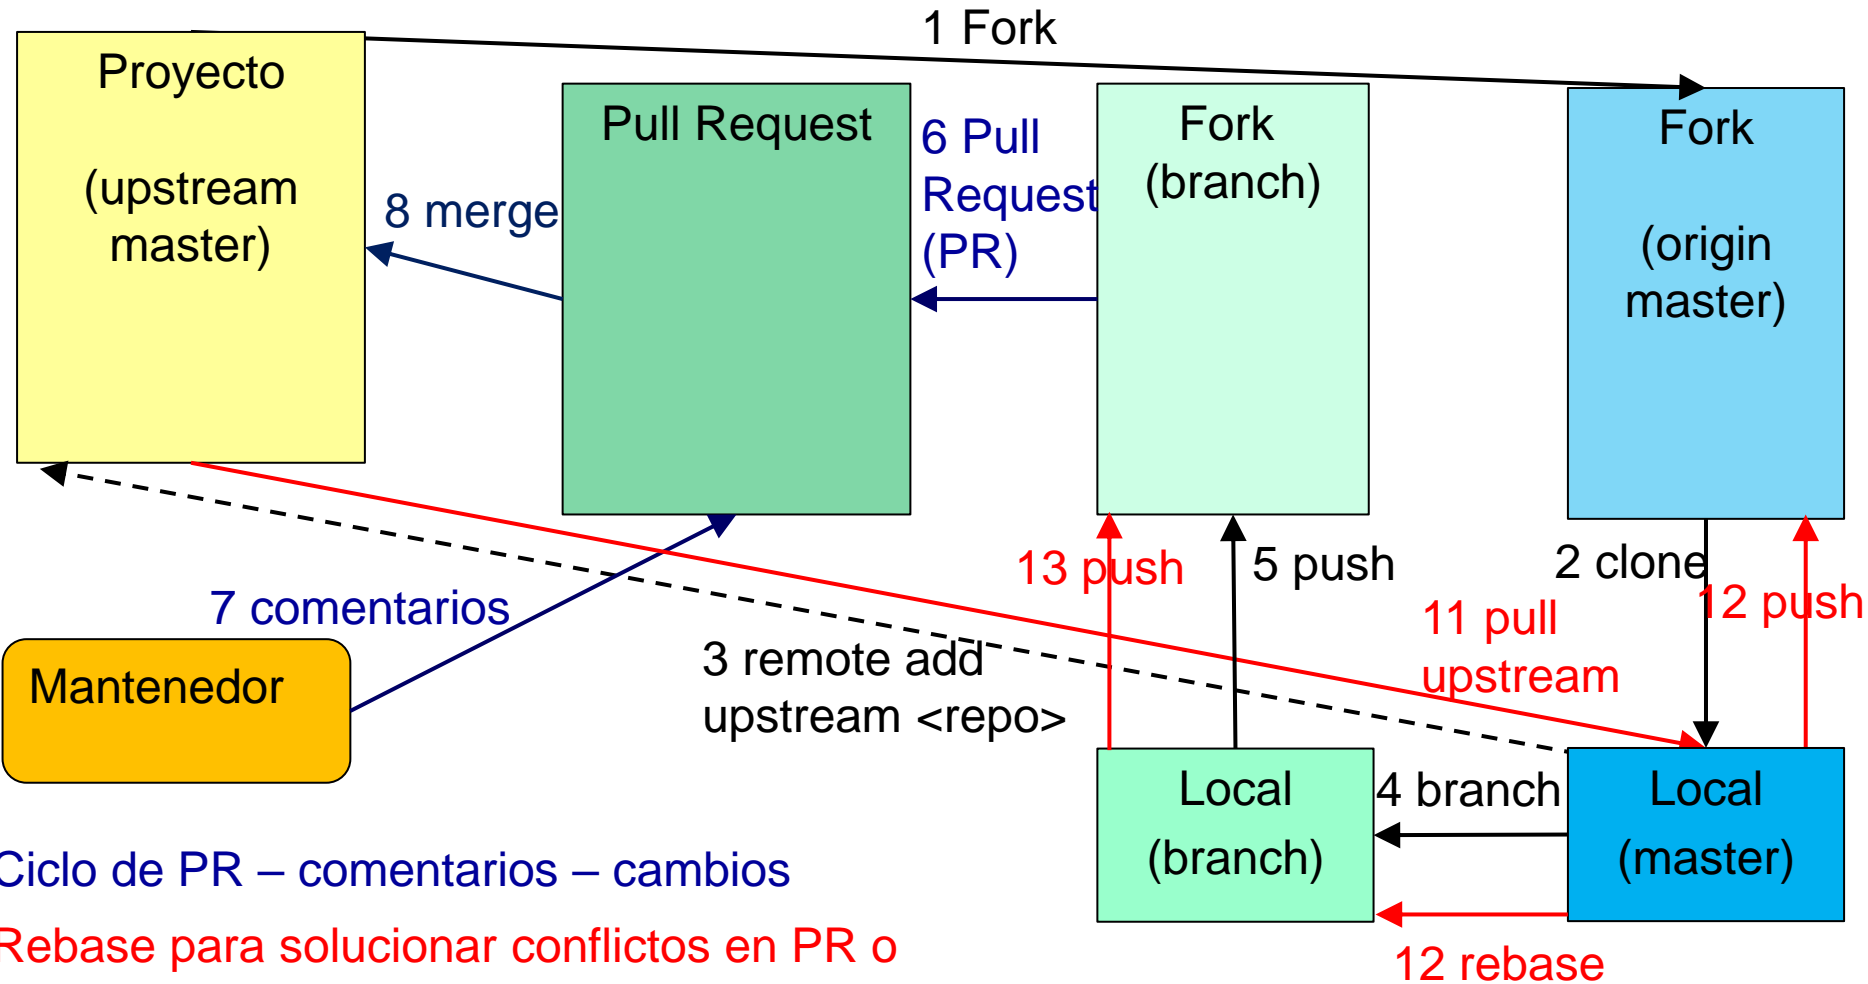 1 Fork
Proyecto
(upstream
master)
Pull Request
8 merge
6 Pull
Request
(PR)
Fork
(branch)
Fork
(origin
master)
13 push
5 push
2 clone
12 push
7 comentarios
11 pull
upstream
3 remote add
upstream <repo>
Mantenedor
Local
(branch)
4 branch
Local
(master)
Ciclo de PR – comentarios – cambios
Rebase para solucionar conflictos en PR o
12 rebase